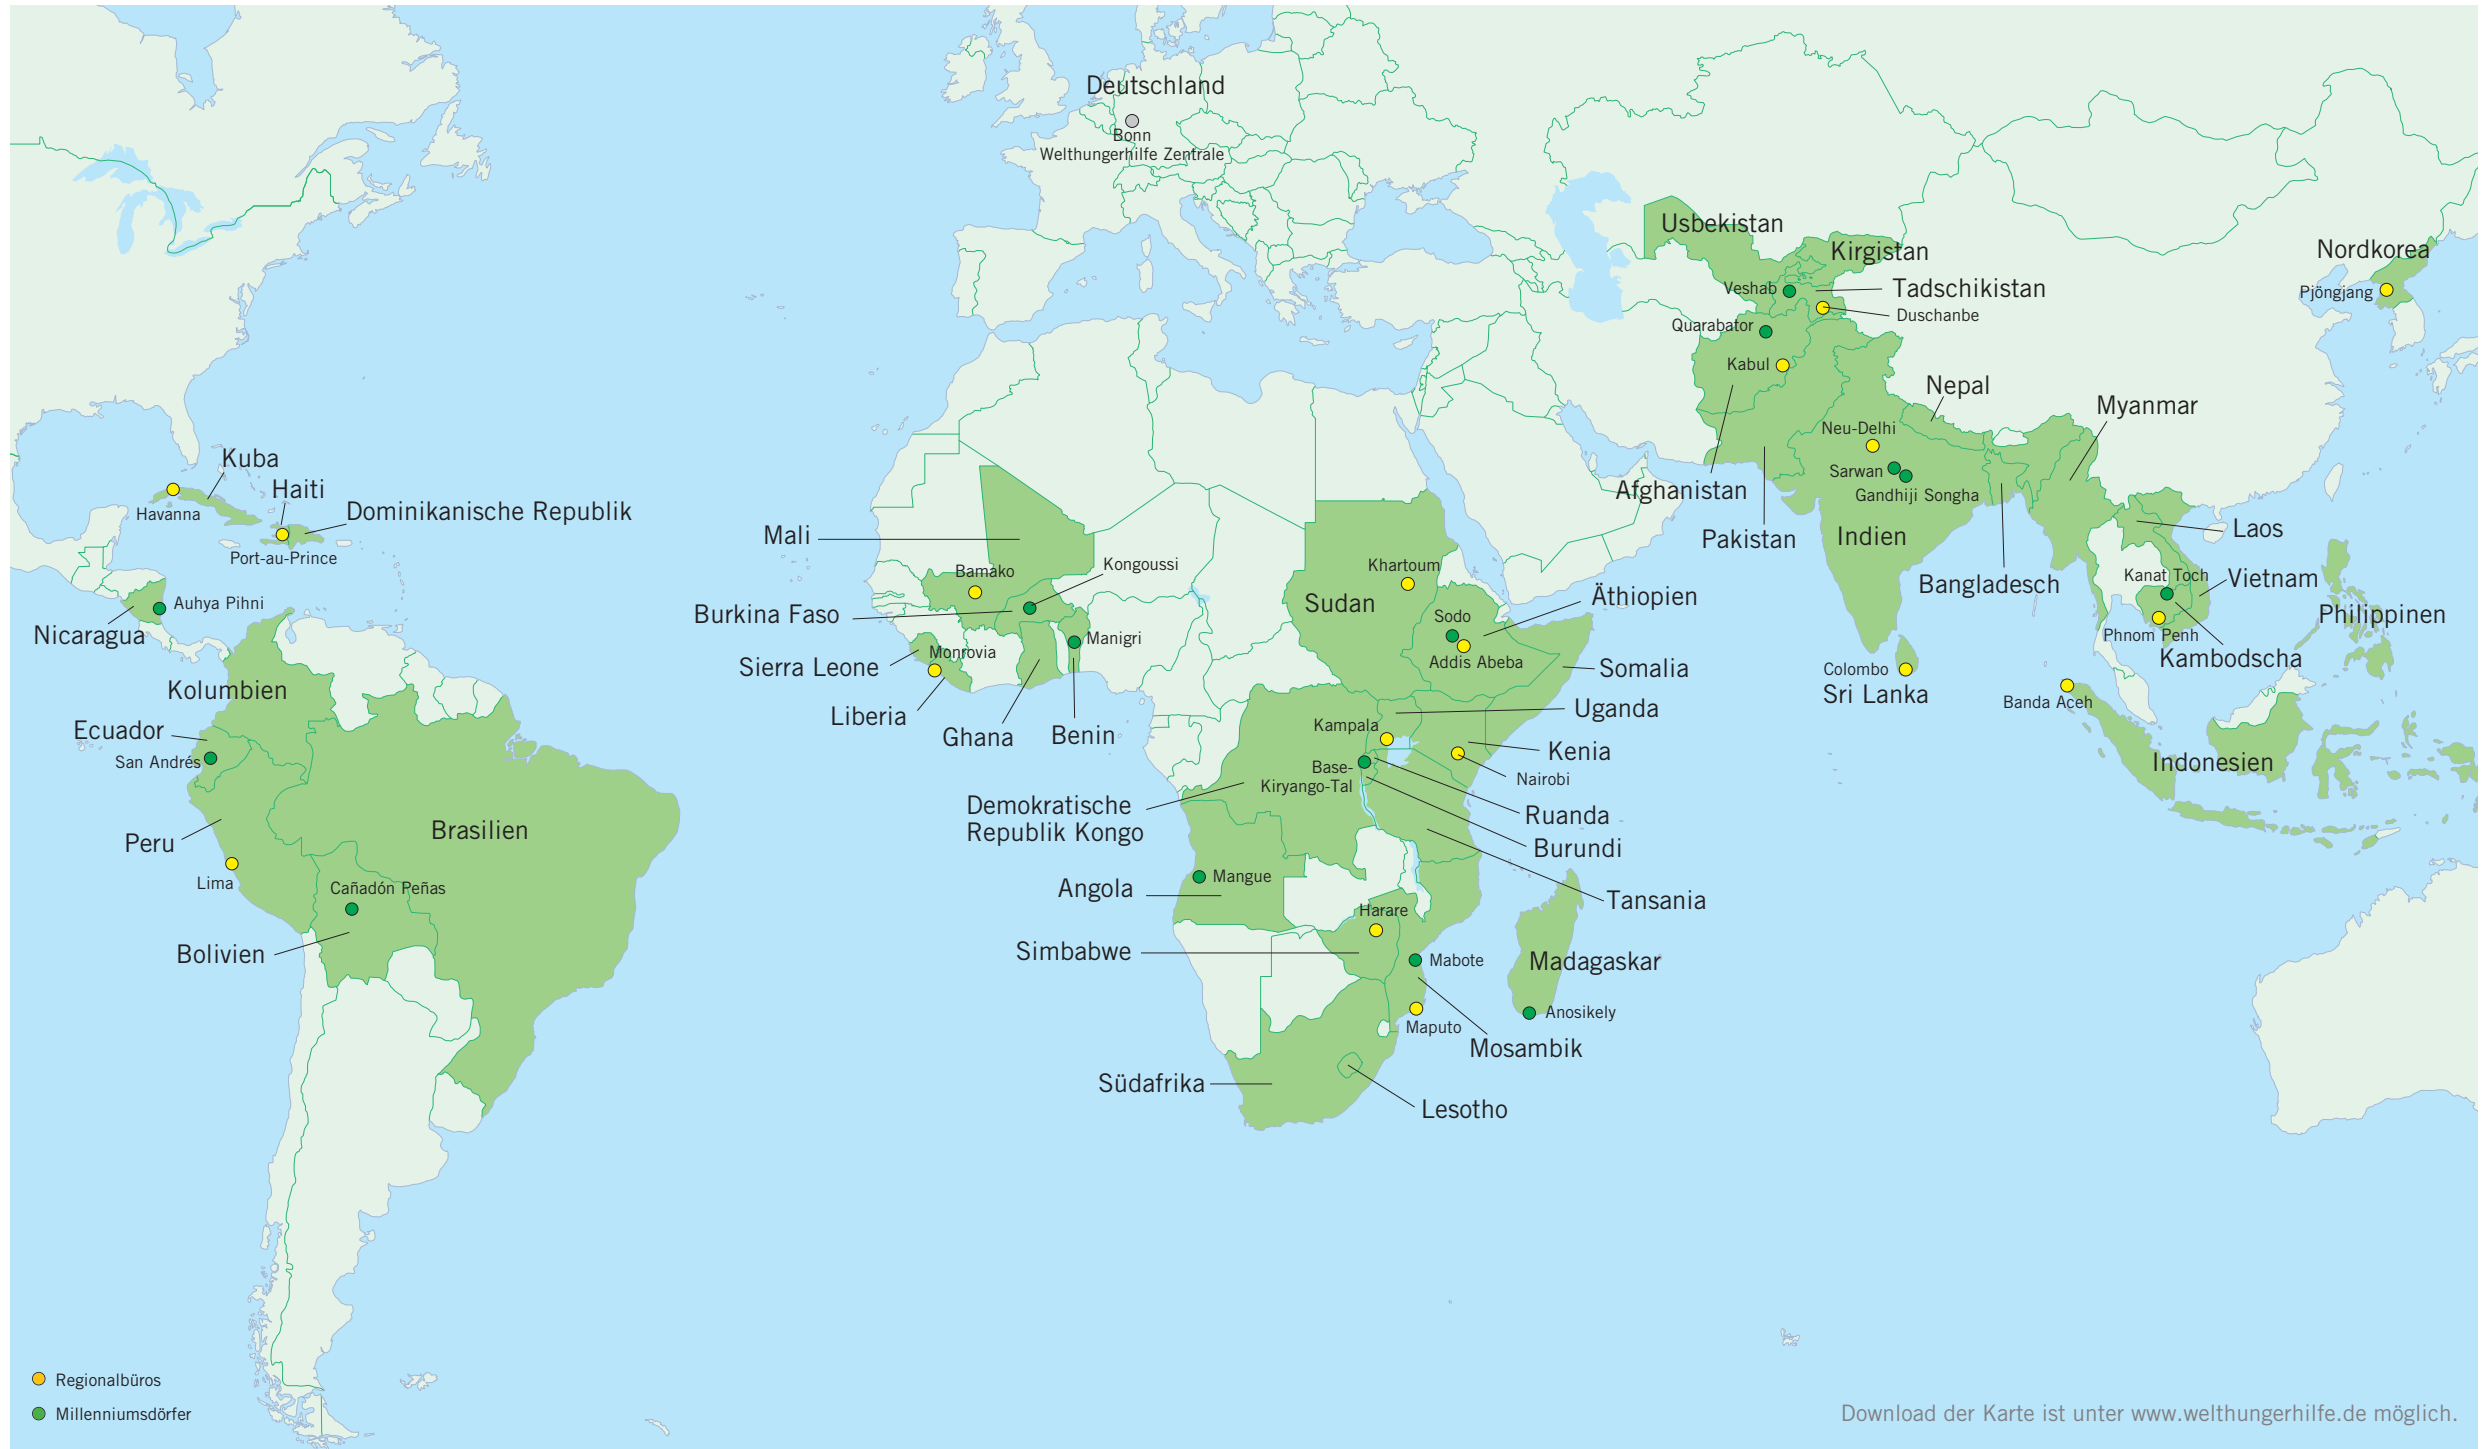 Deutschland
Bonn
Welthungerhilfe Zentrale
Usbekistan
Kirgistan
Nordkorea
Veshab
Tadschikistan
Pjöngjang
Duschanbe
Quarabator
Kabul
Nepal
Myanmar
Neu-Delhi
Kuba
Sarwan
Haiti
Afghanistan
Gandhiji Songha
Havanna
Dominikanische Republik
Mali
Pakistan
Indien
Laos
Port-au-Prince
Bamako
Kongoussi
Khartoum
Bangladesch
Kanat Toch
Vietnam
Auhya Pihni
Burkina Faso
Sudan
Äthiopien
Sodo
Philippinen
Nicaragua
Manigri
Phnom Penh
Monrovia
Addis Abeba
Kambodscha
Sierra Leone
Somalia
Colombo
Kolumbien
Sri Lanka
Banda Aceh
Liberia
Uganda
Ecuador
Ghana
Benin
Kampala
Kenia
San Andrés
Indonesien
Base-
Kiryango-Tal
Nairobi
Demokratische
Republik Kongo
Ruanda
Brasilien
Peru
Burundi
Lima
Cañadón Peñas
Angola
Mangue
Tansania
Harare
Bolivien
Simbabwe
Mabote
Madagaskar
Anosikely
Maputo
Mosambik
Südafrika
Lesotho
Regionalbüros
Millenniumsdörfer
Download der Karte ist unter www.welthungerhilfe.de möglich.